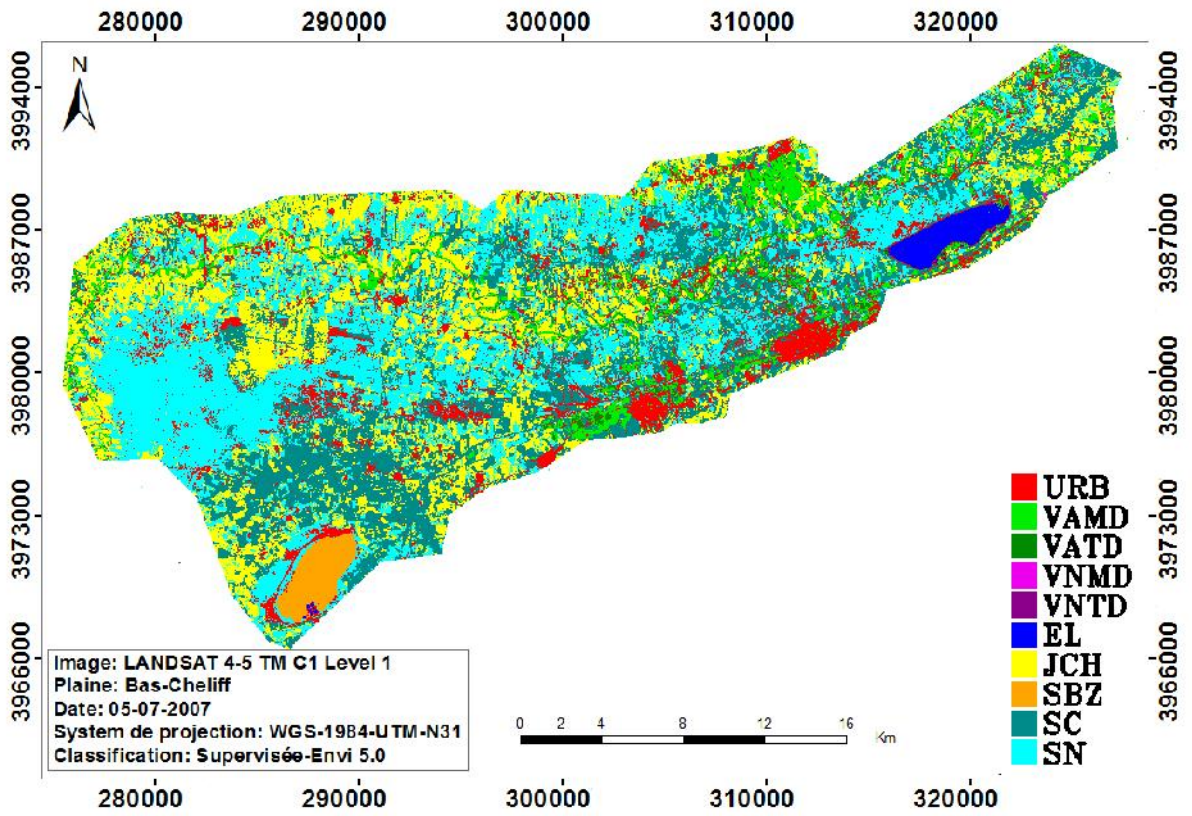 280000 290000 300000 310000 320000
N
3994000 3994000
3987000 3987000
3980000 3980000
3973000 3973000
3966000 3966000
URB
VAMD
VATD
VNMD
VNTD
EL
JCH
SBZ
SC
SN
Image: LANDSAT 4-5 TM C1 Level 1
Plaine: Bas-Cheliff
Date: 05-07-2007
System de projection: WGS-1984-UTM-N31
Classification: Supervisée-Envi 5.0
0 2 4 8 12 16
Km
280000 290000 300000 310000 320000